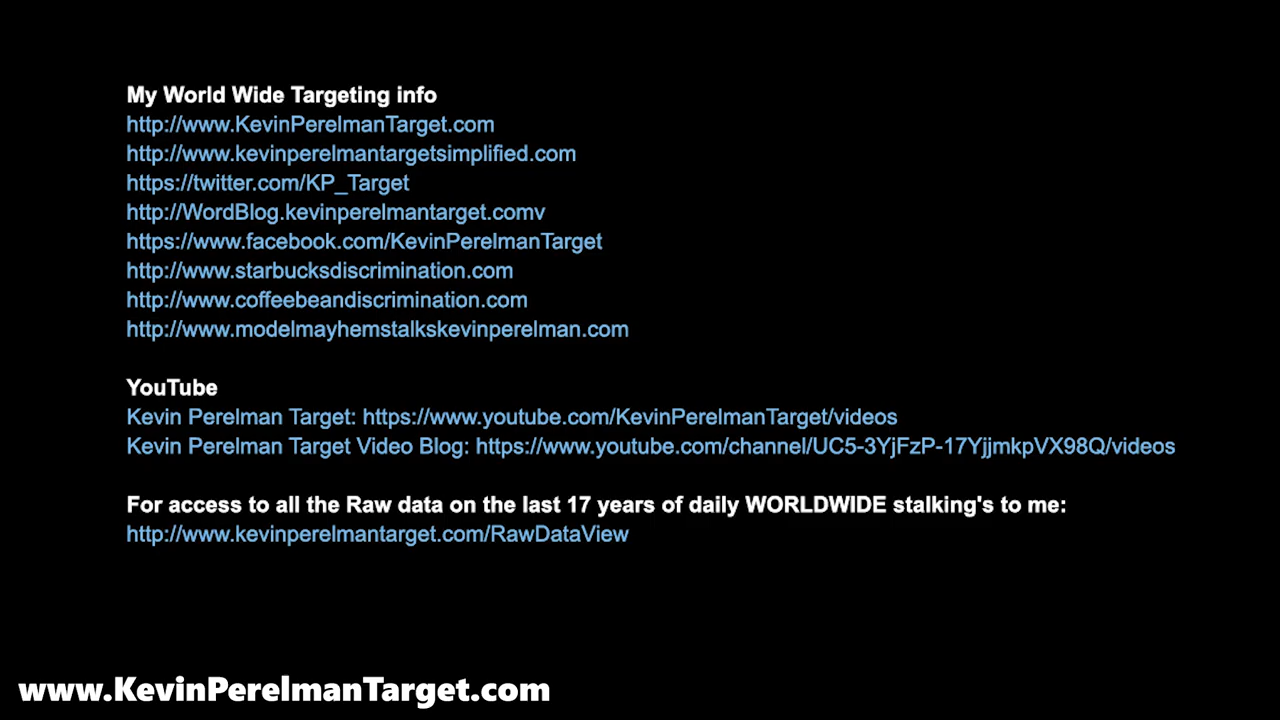 My World Wide Targeting info
http://www.KevinPerelmanTarget.com
http://www.kevinperelmantargetsimplified.com
https://twitter.com/KP_Target
http://WordBlog.kevinperelmantarget.comv
https://www.facebook.com/KevinPerelmanTarget
http://www.starbucksdiscrimination.com
http://www.coffeebeandiscrimination.com
http://www.modelmayhemstalkskevinperelman.com
YouTube
Kevin Perelman Target: https://www.youtube.com/KevinPerelmanTarget/videos
Kevin Perelman Target Video Blog: https://www.youtube.com/channel/UC5-3YjFzP-17YjjmkpVX98Q/videos
For access to all the Raw data on the last 17 years of daily WORLDWIDE stalking's to me:
http://www.kevinperelmantarget.com/RawDataView
www.KevinPerelmanTarget.com